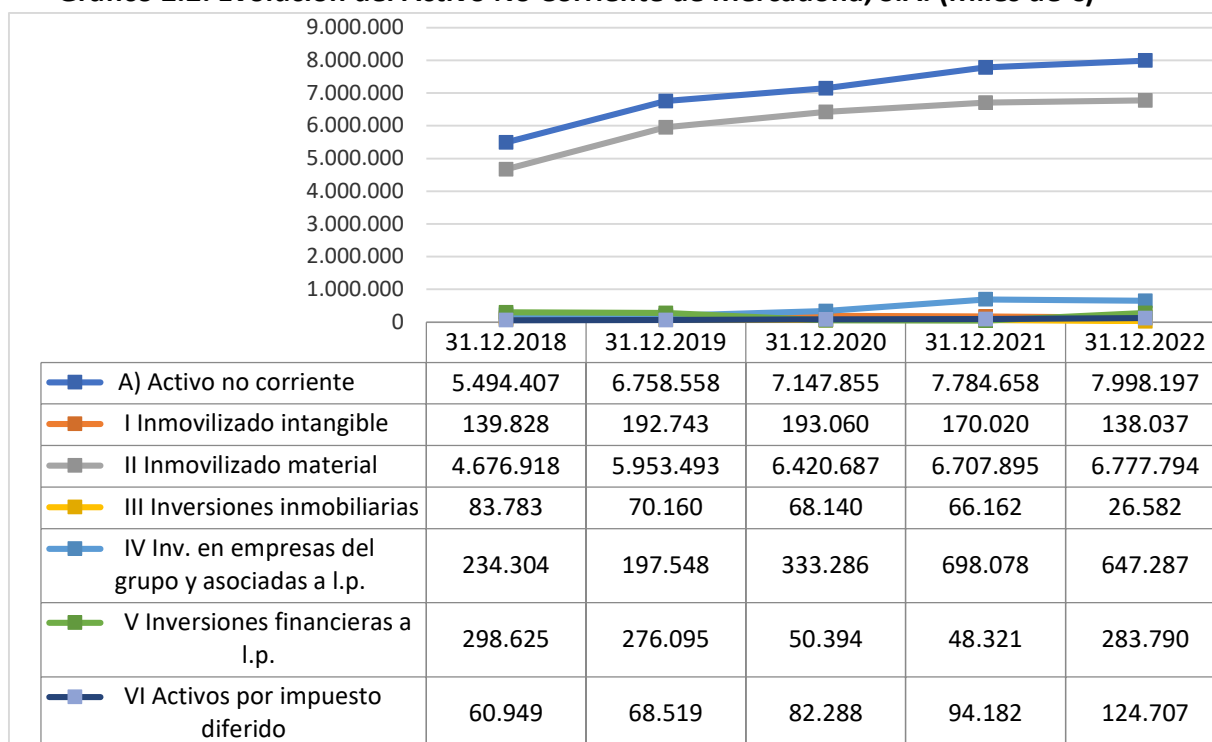 9.000.000
8.000.000
7.000.000
6.000.000
5.000.000
4.000.000
3.000.000
2.000.000
1.000.000
0
31.12.2018 31.12.2019 31.12.2020 31.12.2021 31.12.2022
A) Activo no corriente 5.494.407 6.758.558 7.147.855 7.784.658 7.998.197
I Inmovilizado intangible 139.828 192.743 193.060 170.020 138.037
II Inmovilizado material 4.676.918 5.953.493 6.420.687 6.707.895 6.777.794
III Inversiones inmobiliarias 83.783 70.160 68.140 66.162 26.582
IV Inv. en empresas del
grupo y asociadas a l.p. 234.304 197.548 333.286 698.078 647.287
V Inversiones financieras a
l.p. 298.625 276.095 50.394 48.321 283.790
VI Activos por impuesto
diferido 60.949 68.519 82.288 94.182 124.707